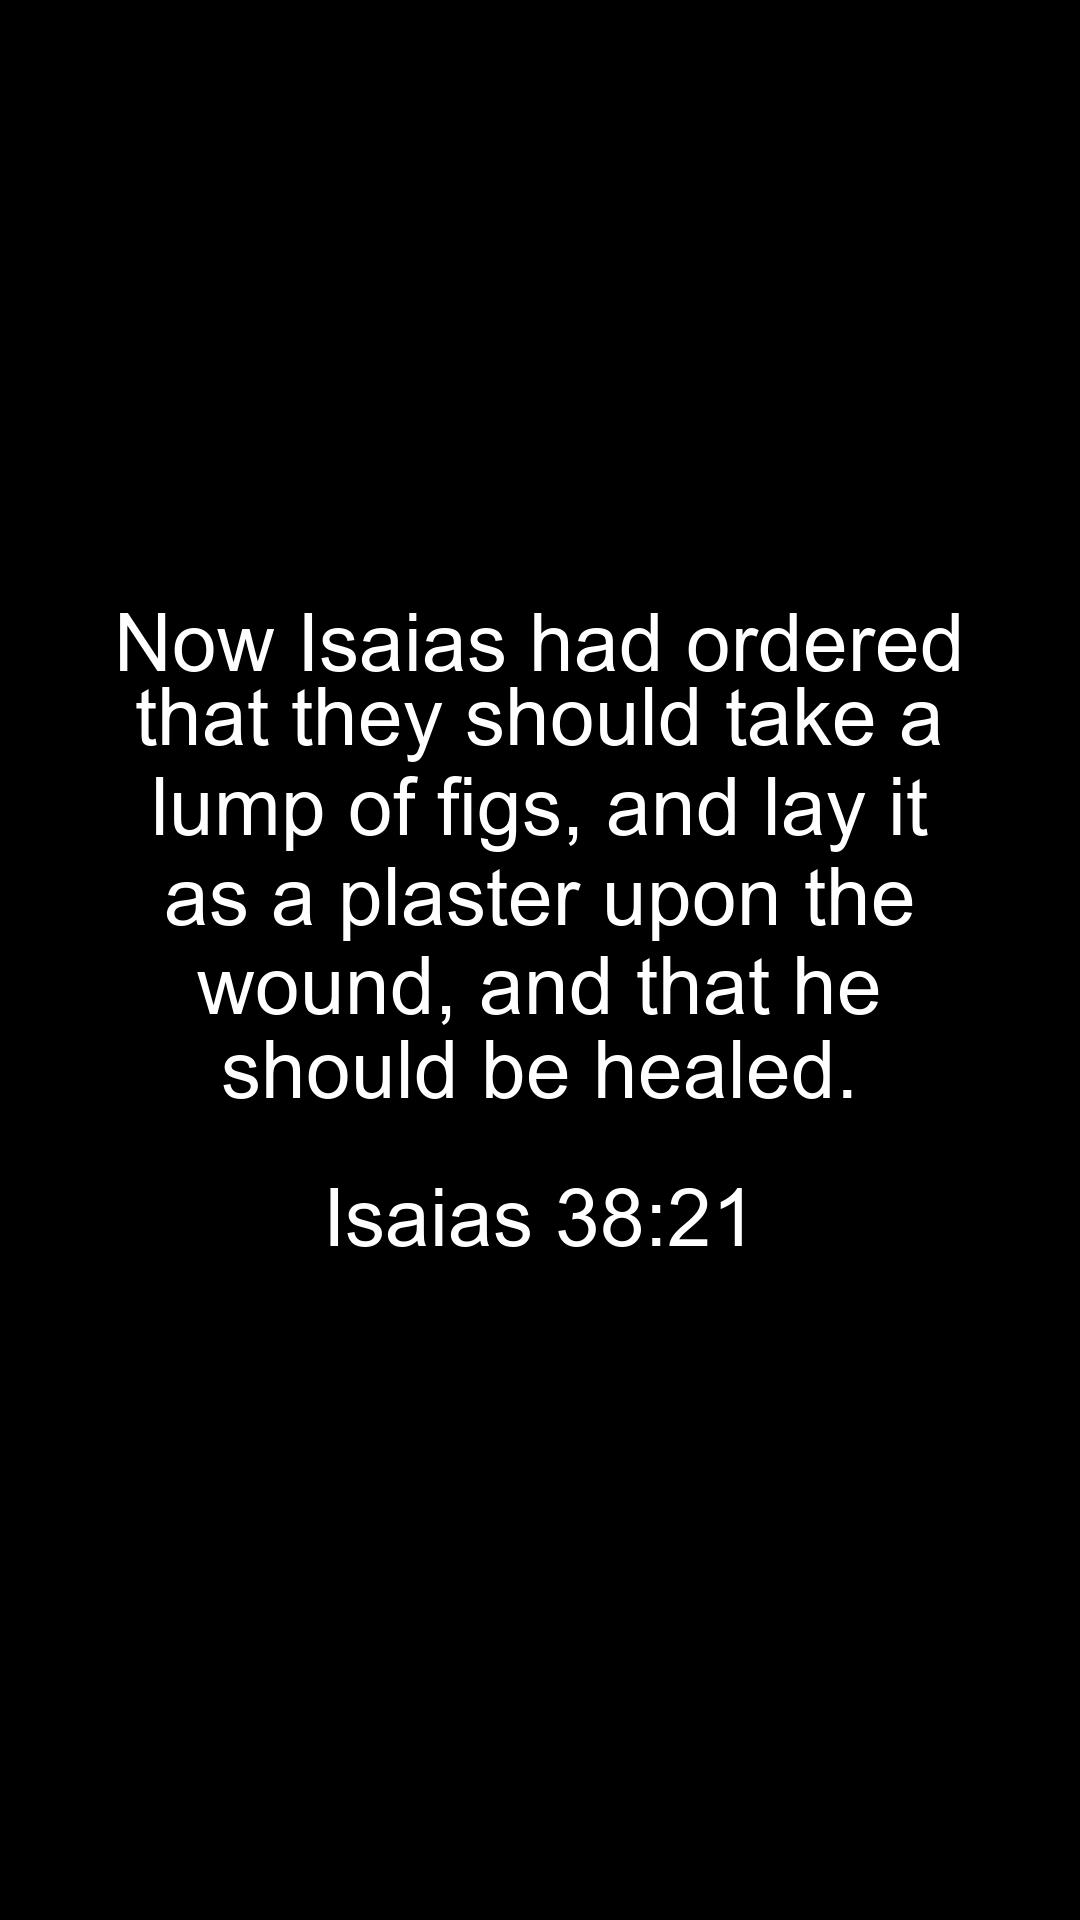 Now Isaias had ordered
that they should take a
lump of figs, and lay it
as a plaster upon the
wound, and that he
should be healed.
Isaias 38:21